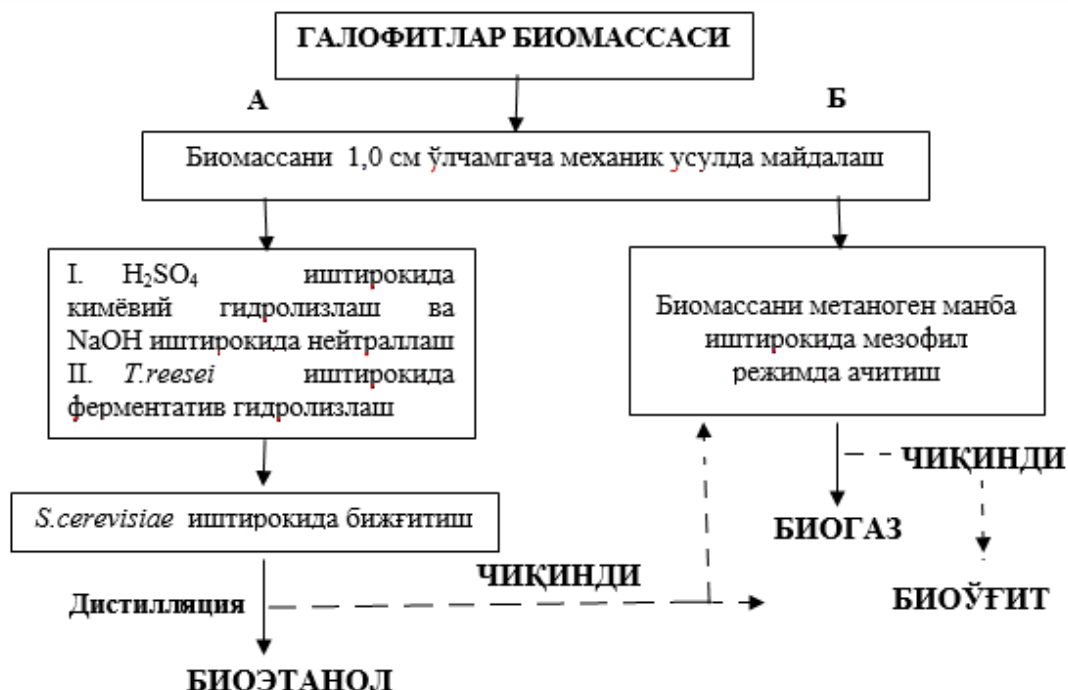 ГАЛОФИТЛАР БИОМАССАСИ
А
Б
Биомассани 1,0 см ўлчамгача механик усулда майдалаш
I. H₂SO₄ иштирокида
кимёвий гидролизлаш ва
NaOH иштирокида нейтраллаш
II. T.reesei иштирокида
ферментатив гидролизлаш
Биомассани метаноген манба
иштирокида мезофил
режимда ачитиш
S.cerevisiae иштирокида бижғитиш
ЧИҚИНДИ
БИОГАЗ
ЧИҚИНДИ
Дистилляция
БИОЎҒИТ
БИОЭТАНОЛ